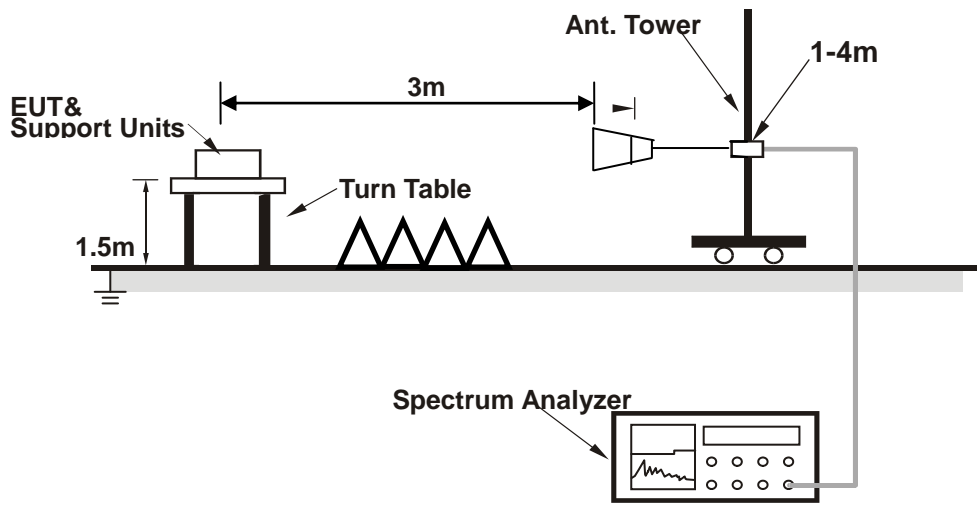 Ant. Tower
1-4m
3m
EUT&
Support Units
Turn Table
1.5m
Spectrum Analyzer